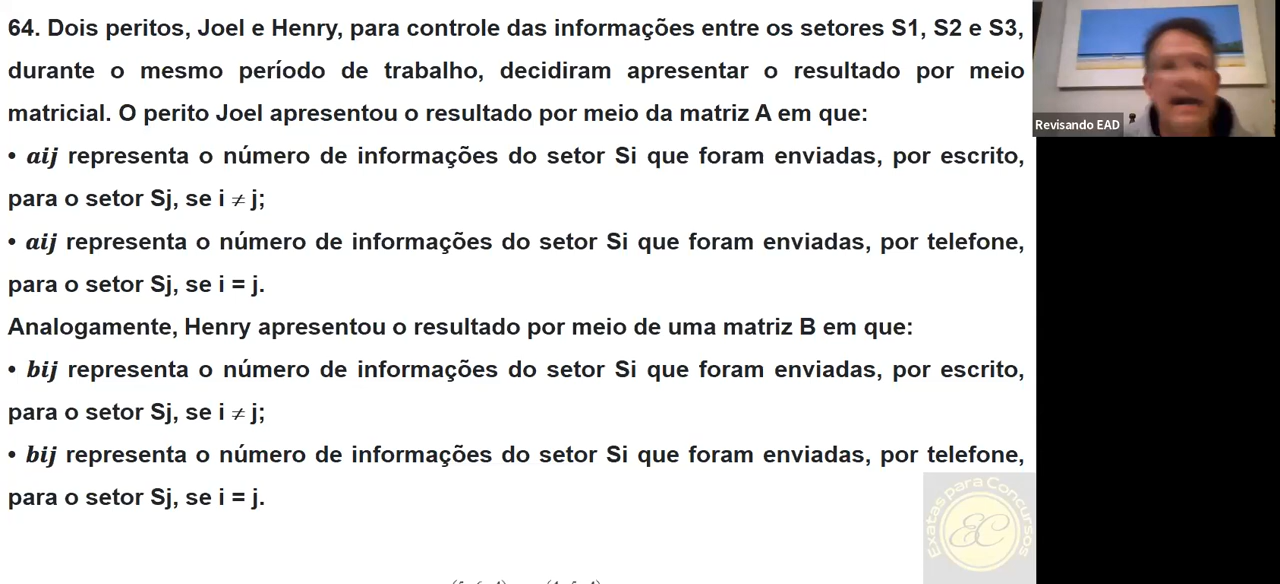 64. Dois peritos, Joel e Henry, para controle das informações entre os setores S1, S2 e S3,
durante o mesmo período de trabalho, decidiram apresentar o resultado por meio
matricial. O perito Joel apresentou o resultado por meio da matriz A em que:
• aij representa o número de informações do setor Si que foram enviadas, por escrito,
para o setor Sj, se i ≠ j;
• aij representa o número de informações do setor Si que foram enviadas, por telefone,
para o setor Sj, se i = j.
Analogamente, Henry apresentou o resultado por meio de uma matriz B em que:
• bij representa o número de informações do setor Si que foram enviadas, por escrito,
para o setor Sj, se i ≠ j;
• bij representa o número de informações do setor Si que foram enviadas, por telefone,
para o setor Sj, se i = j.
Revisando EAD
Exatas para Concursos
EC